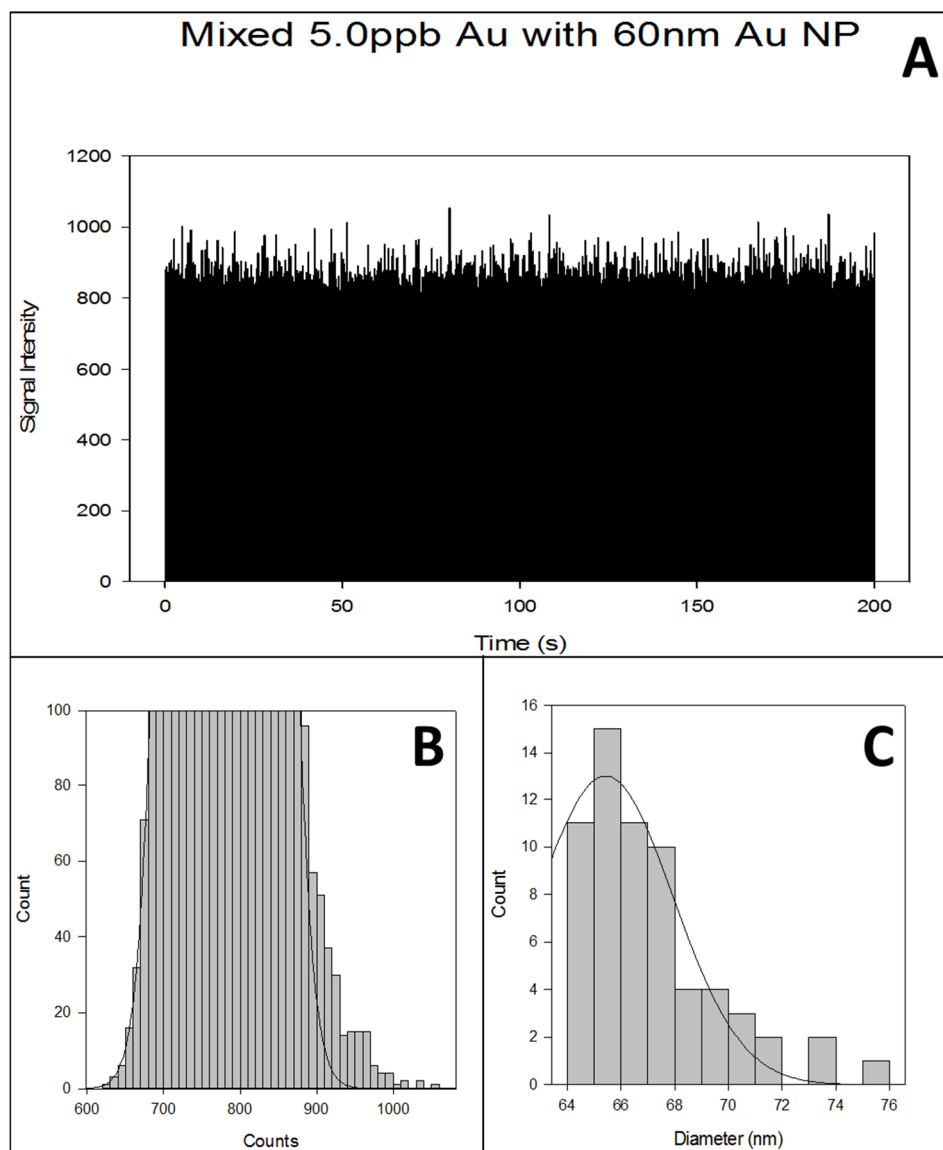 Mixed 5.0ppb Au with 60nm Au NP
A
1200
1000
800
600
400
200
0
Signal Intensity
0 50 100 150 200
Time (s)
B
100
80
60
40
20
0
Count
600 700 800 900 1000
Counts
C
16
14
12
10
8
6
4
2
0
Count
64 66 68 70 72 74 76
Diameter (nm)